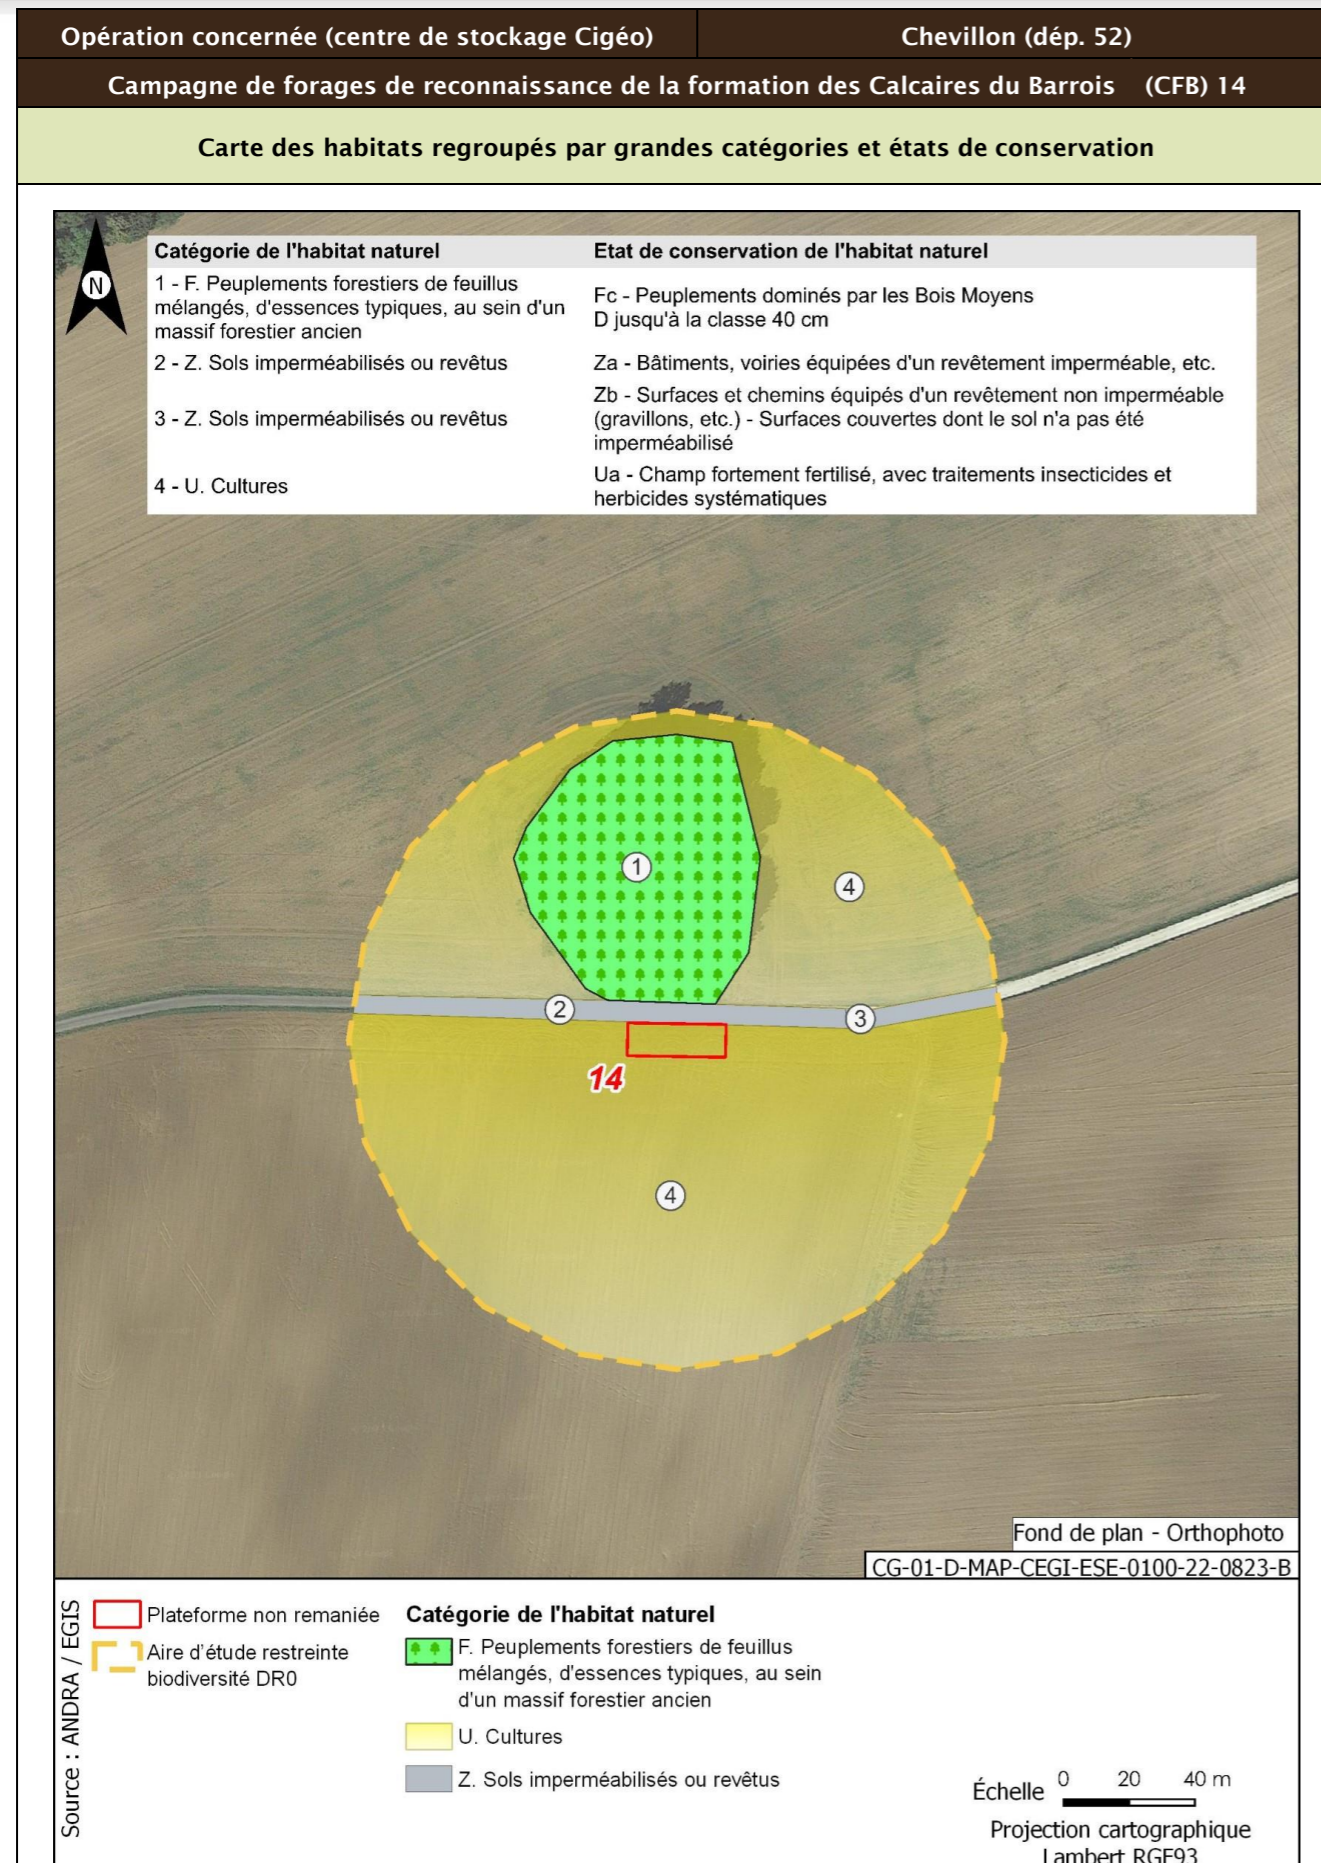 Opération concernée (centre de stockage Cigéo)
Chevillon (dép. 52)
Campagne de forages de reconnaissance de la formation des Calcaires du Barrois (CFB) 14
Carte des habitats regroupés par grandes catégories et états de conservation
N
Catégorie de l'habitat naturel
Etat de conservation de l'habitat naturel
1 - F. Peuplements forestiers de feuillus
mélangés, d'essences typiques, au sein d'un
massif forestier ancien
Fc - Peuplements dominés par les Bois Moyens
D jusqu'à la classe 40 cm
2 - Z. Sols imperméabilisés ou revêtus
Za - Bâtiments, voiries équipées d'un revêtement imperméable, etc.
3 - Z. Sols imperméabilisés ou revêtus
Zb - Surfaces et chemins équipés d'un revêtement non imperméable
(gravillons, etc.) - Surfaces couvertes dont le sol n'a pas été
imperméabilisé
4 - U. Cultures
Ua - Champ fortement fertilisé, avec traitements insecticides et
herbicides systématiques
1
4
2
3
14
4
Fond de plan - Orthophoto
CG-01-D-MAP-CEGI-ESE-0100-22-0823-B
Source : ANDRA / EGIS
Plateforme non remaniée
Aire d'étude restreinte
biodiversité DR0
Catégorie de l'habitat naturel
F. Peuplements forestiers de feuillus
mélangés, d'essences typiques, au sein
d'un massif forestier ancien
U. Cultures
Z. Sols imperméabilisés ou revêtus
Échelle 0 20 40 m
Projection cartographique
Lambert RGF93